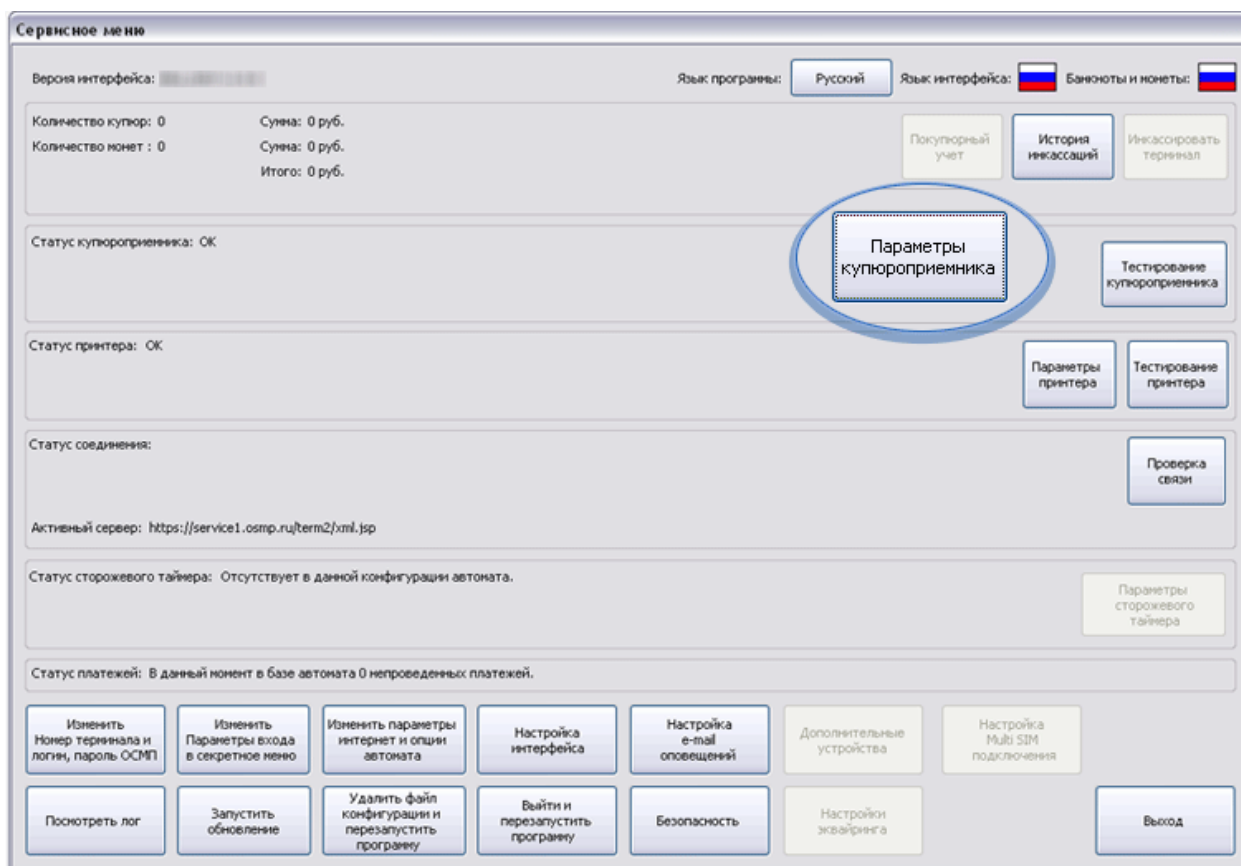 Сервисное меню
Версия интерфейса:
Язык программы: Русский Язык интерфейса: Банкноты и монеты:
Количество купюр: 0 Сумма: 0 руб.
Количество монет : 0 Сумма: 0 руб.
Итого: 0 руб.
Покупюрный
учет
История
инкассаций
Инкассировать
терминал
Статус купюроприемника: OK
Параметры
купюроприемника
Тестирование
купюроприемника
Статус принтера: OK
Параметры
принтера
Тестирование
принтера
Статус соединения:
Проверка
связи
Активный сервер: https://service1.osmp.ru/term2/xml.jsp
Статус сторожевого таймера: Отсутствует в данной конфигурации автомата.
Параметры
сторожевого
таймера
Статус платежей: В данный момент в базе автомата 0 непроведенных платежей.
Изменить
Номер терминала и
логин, пароль ОСМП
Изменить
Параметры входа
в секретное меню
Изменить параметры
интернет и опции
автомата
Настройка
интерфейса
Настройка
e-mail
оповещений
Дополнительные
устройства
Настройка
Multi SIM
подключения
Посмотреть лог
Запустить
обновление
Удалить файл
конфигурации и
перезапустить
программу
Выйти и
перезапустить
программу
Безопасность
Настройки
эквайринга
Выход